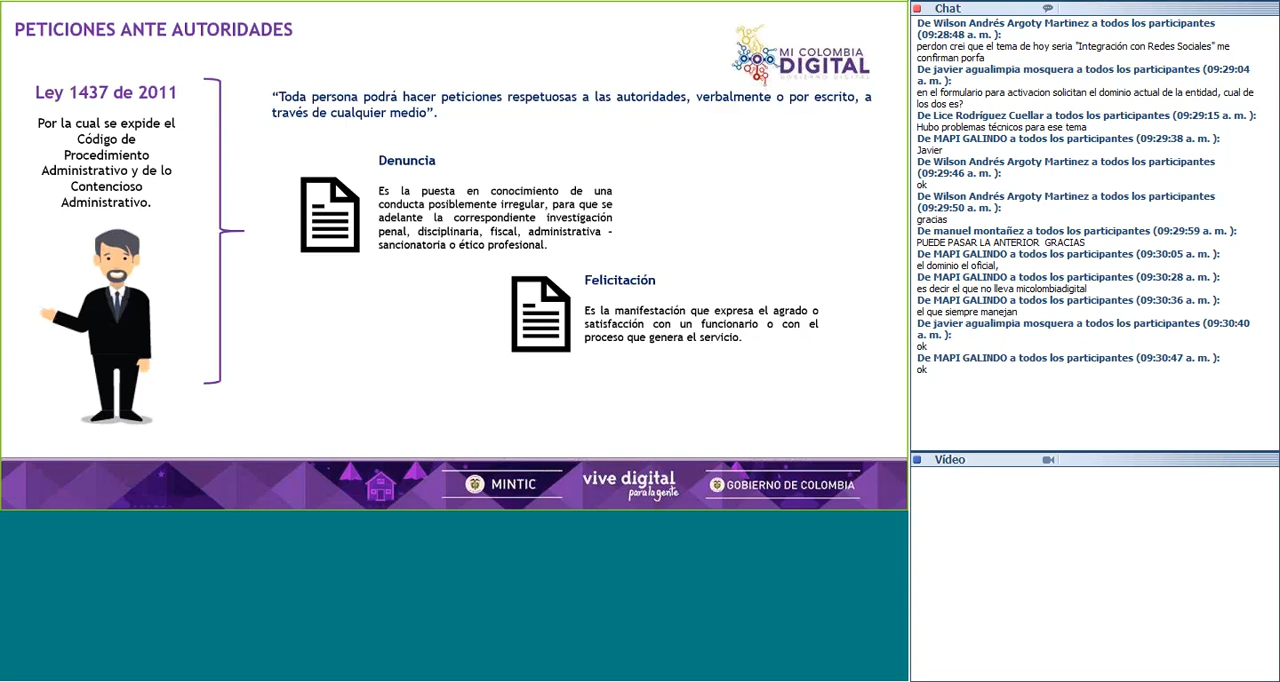 PETICIONES ANTE AUTORIDADES
MI COLOMBIA
DIGITAL
GOBIERNO DIGITAL
Ley 1437 de 2011
Por la cual se expide el
Código de
Procedimiento
Administrativo y de lo
Contencioso
Administrativo.
“Toda persona podrá hacer peticiones respetuosas a las autoridades, verbalmente o por escrito, a
través de cualquier medio”.
Denuncia
Es la puesta en conocimiento de una
conducta posiblemente irregular, para que se
adelante la correspondiente investigación
penal, disciplinaria, fiscal, administrativa -
sancionatoria o ético profesional.
Felicitación
Es la manifestación que expresa el agrado o
satisfacción con un funcionario o con el
proceso que genera el servicio.
MINTIC
vive digital
para la gente
GOBIERNO DE COLOMBIA
Chat
De Wilson Andrés Argoty Martinez a todos los participantes
(09:28:48 a. m. ):
perdon crei que el tema de hoy seria "Integración con Redes Sociales" me
confirman porfa
De javier agualimpia mosquera a todos los participantes (09:29:04
a. m. ):
en el formulario para activacion solicitan el dominio actual de la entidad, cual de
los dos es?
De Lice Rodríguez Cuellar a todos los participantes (09:29:15 a. m. ):
Hubo problemas técnicos para ese tema
De MAPI GALINDO a todos los participantes (09:29:38 a. m. ):
Javier
De Wilson Andrés Argoty Martinez a todos los participantes
(09:29:46 a. m. ):
ok
De Wilson Andrés Argoty Martinez a todos los participantes
(09:29:50 a. m. ):
gracias
De manuel montañez a todos los participantes (09:29:59 a. m. ):
PUEDE PASAR LA ANTERIOR  GRACIAS
De MAPI GALINDO a todos los participantes (09:30:05 a. m. ):
el dominio el oficial,
De MAPI GALINDO a todos los participantes (09:30:28 a. m. ):
es decir el que no lleva micolombiadigital
De MAPI GALINDO a todos los participantes (09:30:36 a. m. ):
el que siempre manejan
De javier agualimpia mosquera a todos los participantes (09:30:40
a. m. ):
ok
De MAPI GALINDO a todos los participantes (09:30:47 a. m. ):
ok
Vídeo